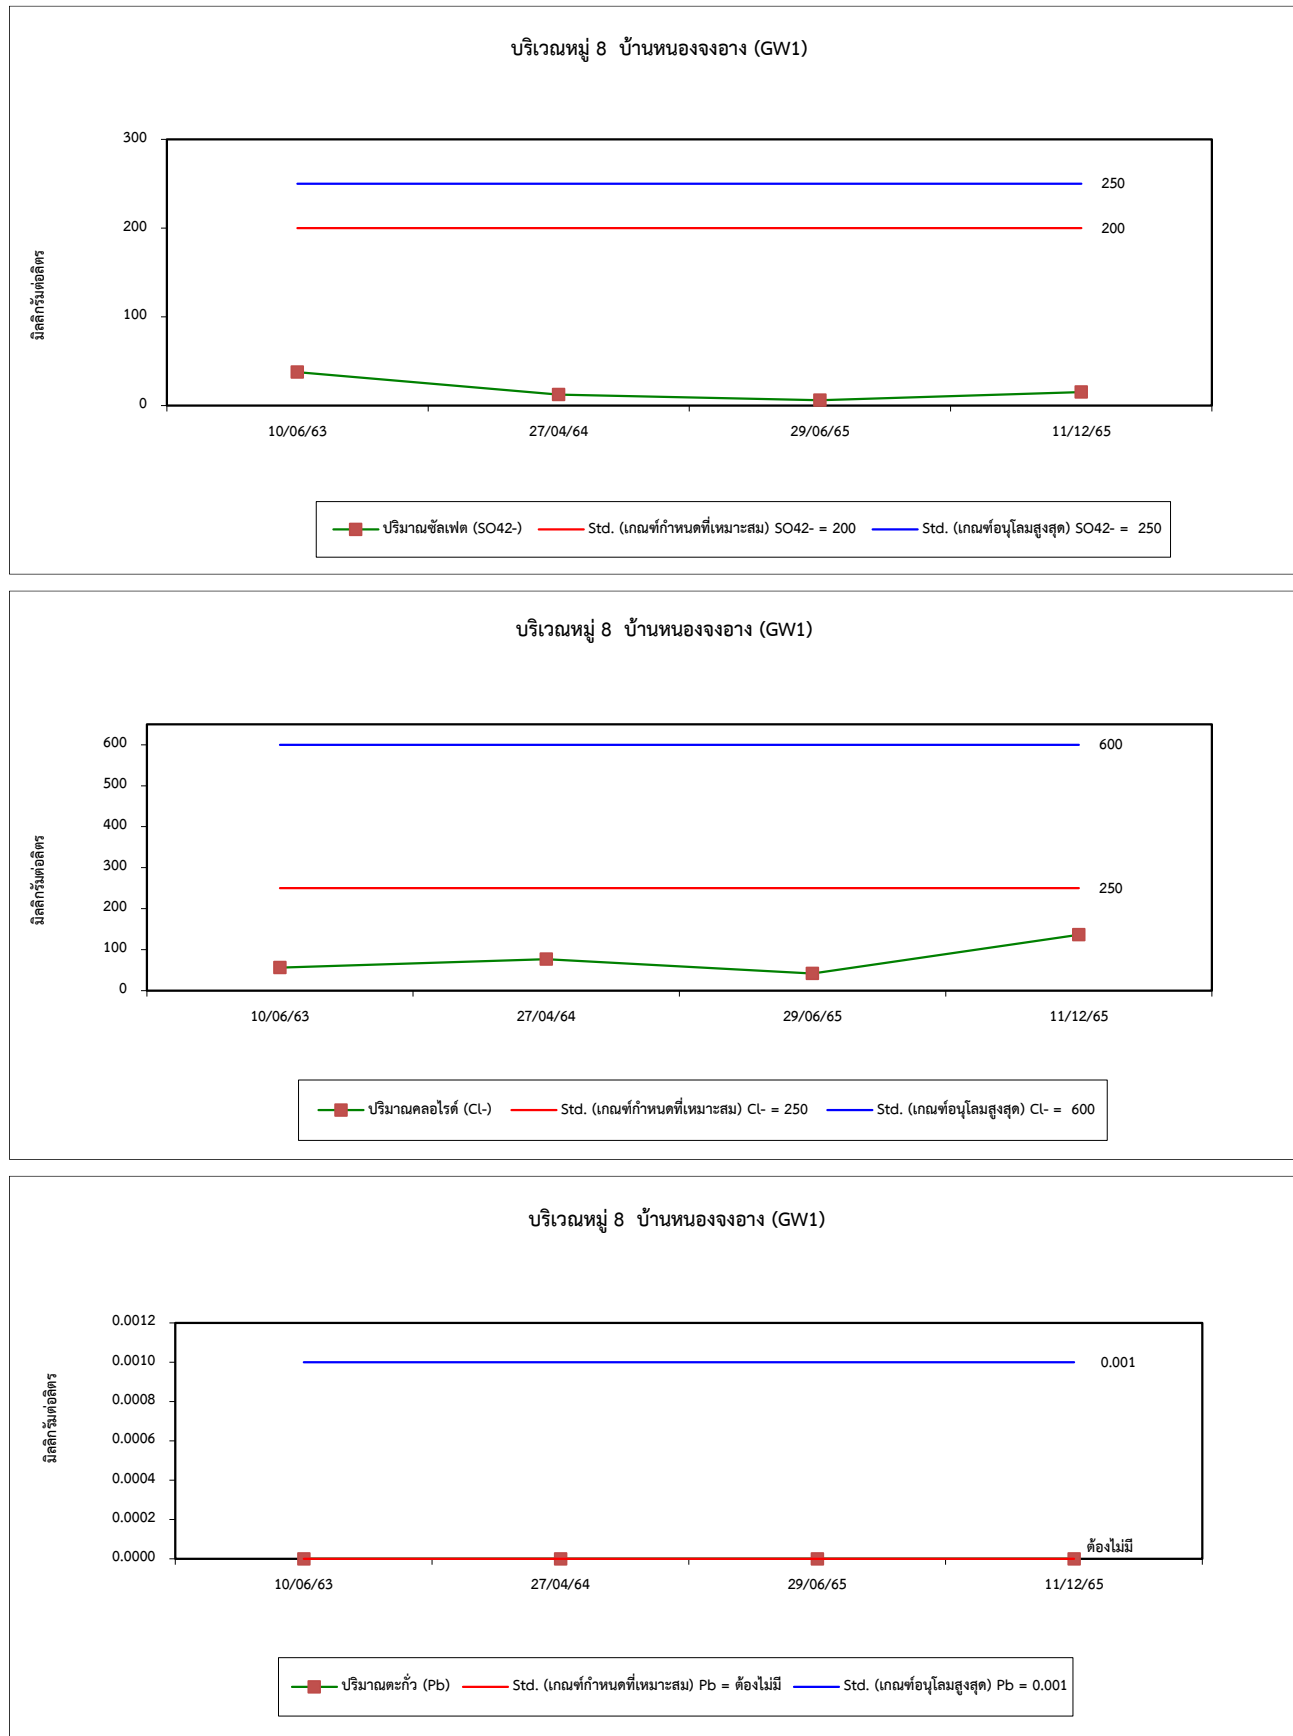 บริเวณหมู่ 8  บ้านหนองจงอาง (GW1)
มิลลิกรัมต่อลิตร
300
200
100
0
250
200
10/06/63 27/04/64 29/06/65 11/12/65
ปริมาณซัลเฟต (SO42-) Std. (เกณฑ์กำหนดที่เหมาะสม) SO42- = 200 Std. (เกณฑ์อนุโลมสูงสุด) SO42- =  250
บริเวณหมู่ 8  บ้านหนองจงอาง (GW1)
มิลลิกรัมต่อลิตร
600
500
400
300
200
100
0
600
250
10/06/63 27/04/64 29/06/65 11/12/65
ปริมาณคลอไรด์ (Cl-) Std. (เกณฑ์กำหนดที่เหมาะสม) Cl- = 250 Std. (เกณฑ์อนุโลมสูงสุด) Cl- =  600
บริเวณหมู่ 8  บ้านหนองจงอาง (GW1)
มิลลิกรัมต่อลิตร
0.0012
0.0010
0.0008
0.0006
0.0004
0.0002
0.0000
0.001
ต้องไม่มี
10/06/63 27/04/64 29/06/65 11/12/65
ปริมาณตะกั่ว (Pb) Std. (เกณฑ์กำหนดที่เหมาะสม) Pb = ต้องไม่มี Std. (เกณฑ์อนุโลมสูงสุด) Pb = 0.001